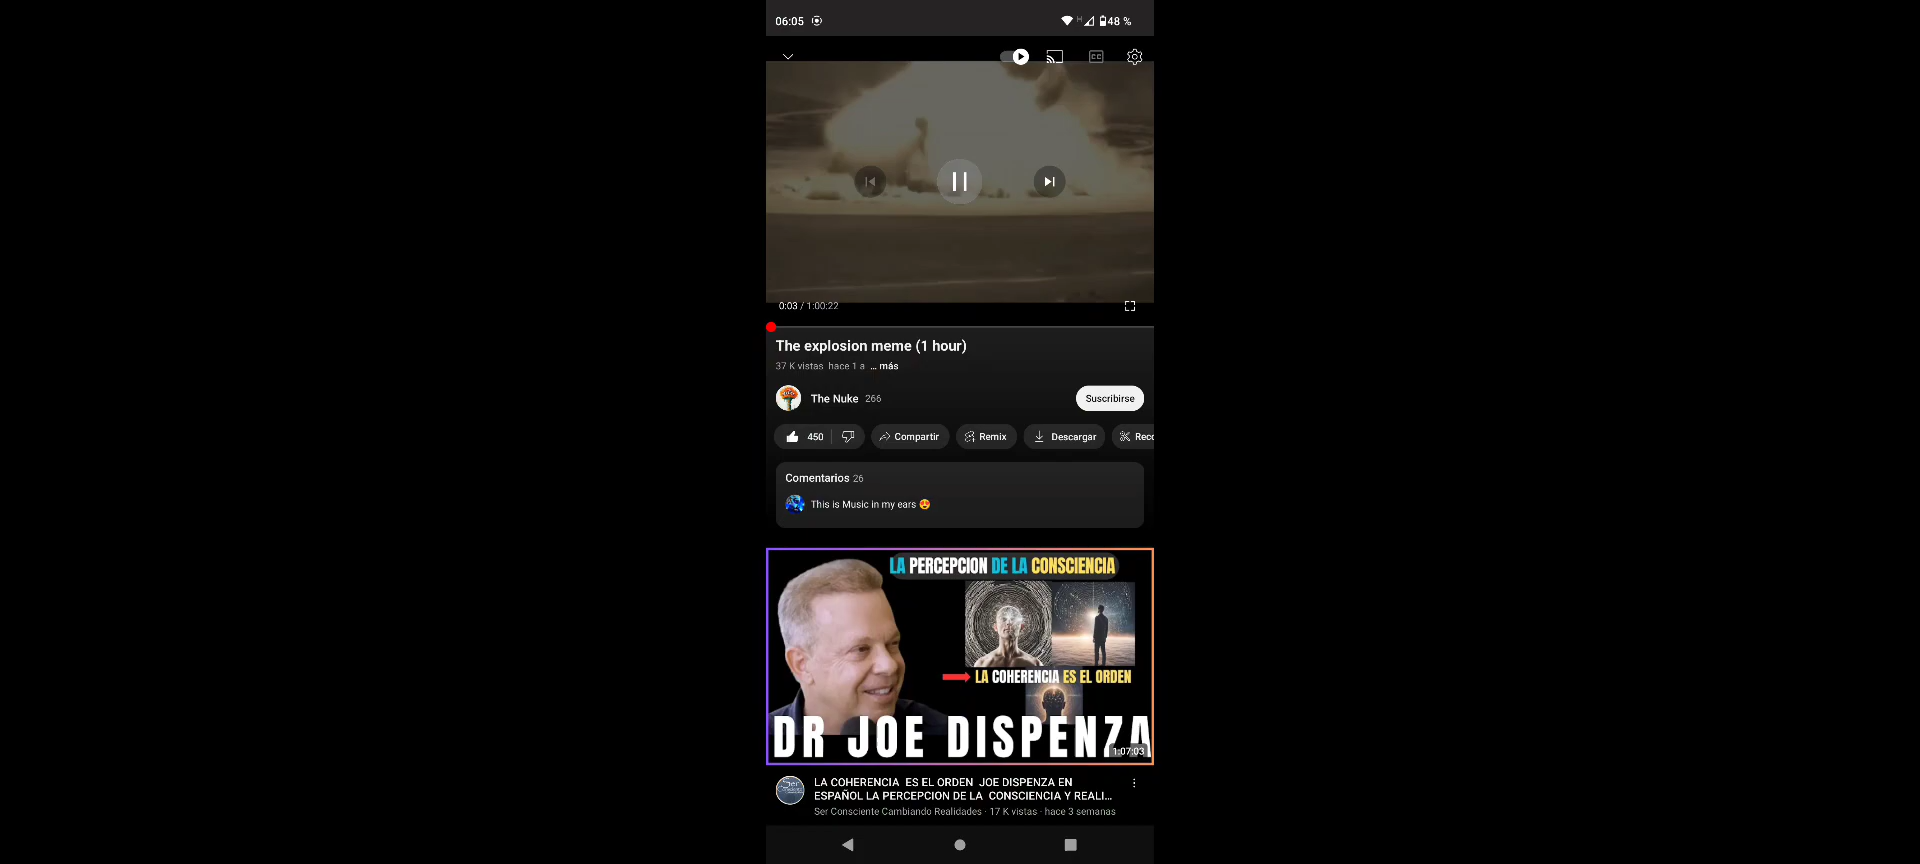 06:05
H
48 %
CC
0:03 / 1:00:22
The explosion meme (1 hour)
37 K vistas hace 1 a ... más
The Nuke 266
Suscribirse
450
Compartir
Remix
Descargar
Reco
Comentarios 26
This is Music in my ears 😍
LA PERCEPCION DE LA CONSCIENCIA
LA COHERENCIA ES EL ORDEN
DR JOE DISPENZA
1:07:03
LA COHERENCIA ES EL ORDEN JOE DISPENZA EN
ESPAÑOL LA PERCEPCION DE LA CONSCIENCIA Y REALI...
Ser Consciente Cambiando Realidades · 17 K vistas · hace 3 semanas